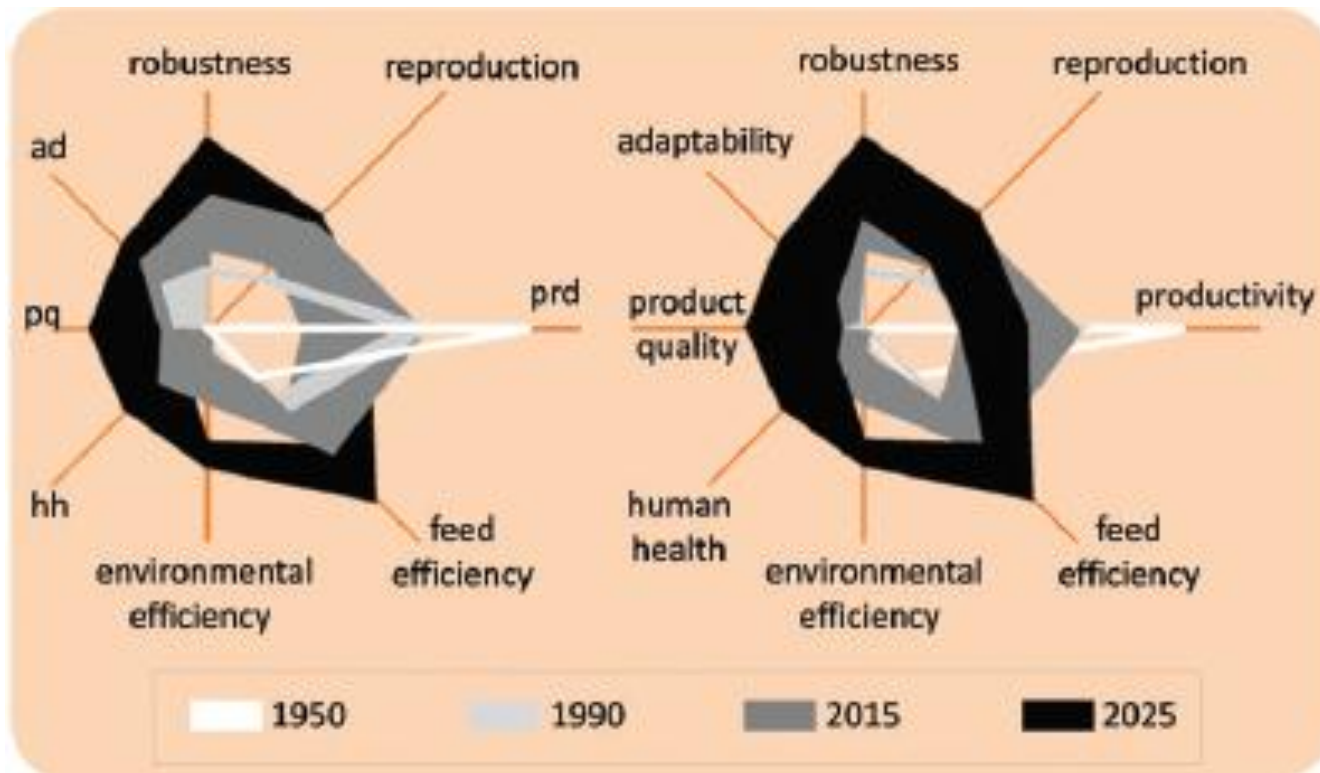 robustness
reproduction
ad
prd
pq
hh
feed
efficiency
environmental
efficiency
robustness
reproduction
adaptability
productivity
product
quality
human
health
feed
efficiency
environmental
efficiency
1950
1990
2015
2025